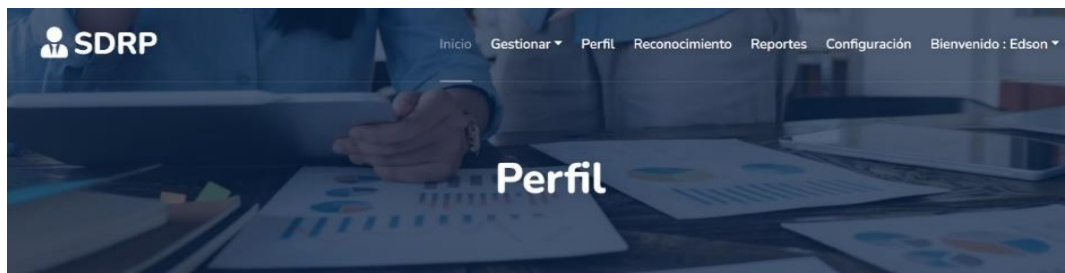 SDRP
Inicio Gestionar Perfil Reconocimiento Reportes Configuración Bienvenido : Edson
Perfil